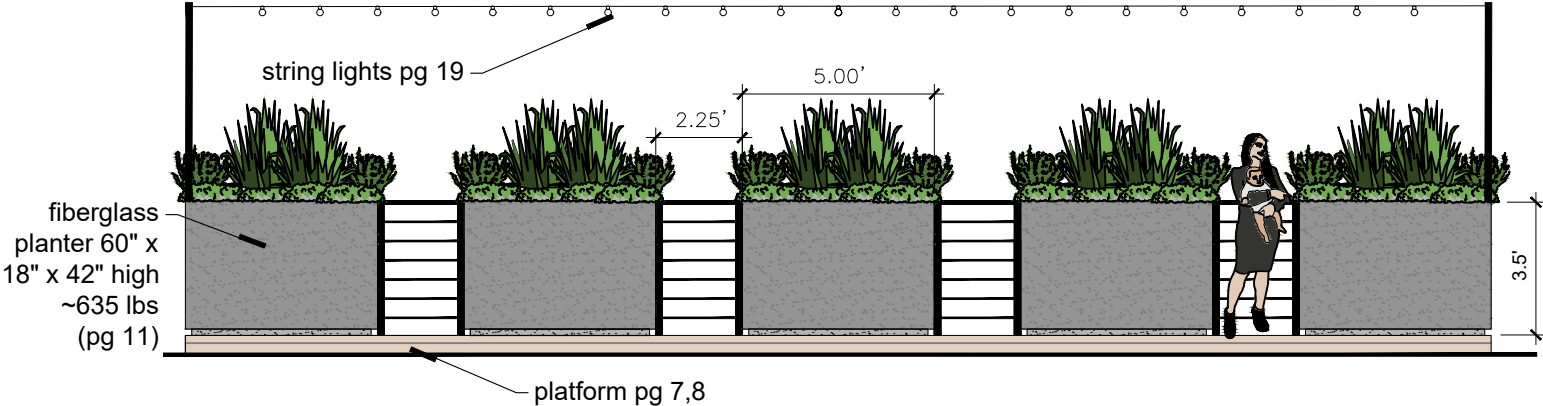 string lights pg 19
5.00'
2.25'
fiberglass
planter 60" x
18" x 42" high
~635 lbs
(pg 11)
3.5'
platform pg 7,8